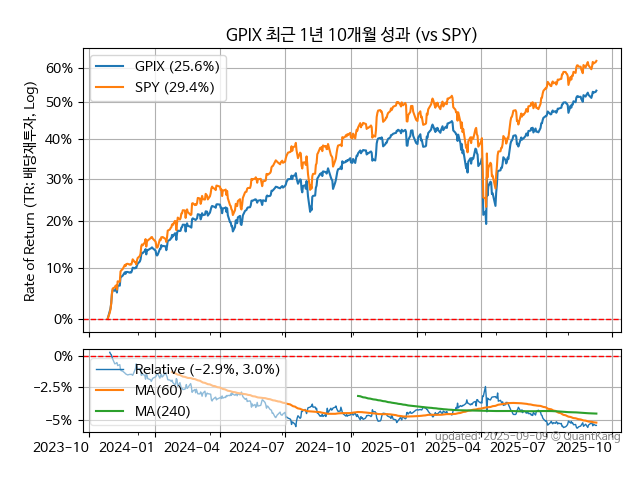 GPIX 최근 1년 10개월 성과 (vs SPY)
Rate of Return (TR: 배당재투자, Log)
GPIX (25.6%)
SPY (29.4%)
60%
50%
40%
30%
20%
10%
0%
0%
−2.5%
−5%
Relative (−2.9%, 3.0%)
MA(60)
MA(240)
updated: 2025-09-09 © QuantKang
2023-10 2024-01 2024-04 2024-07 2024-10 2025-01 2025-04 2025-07 2025-10